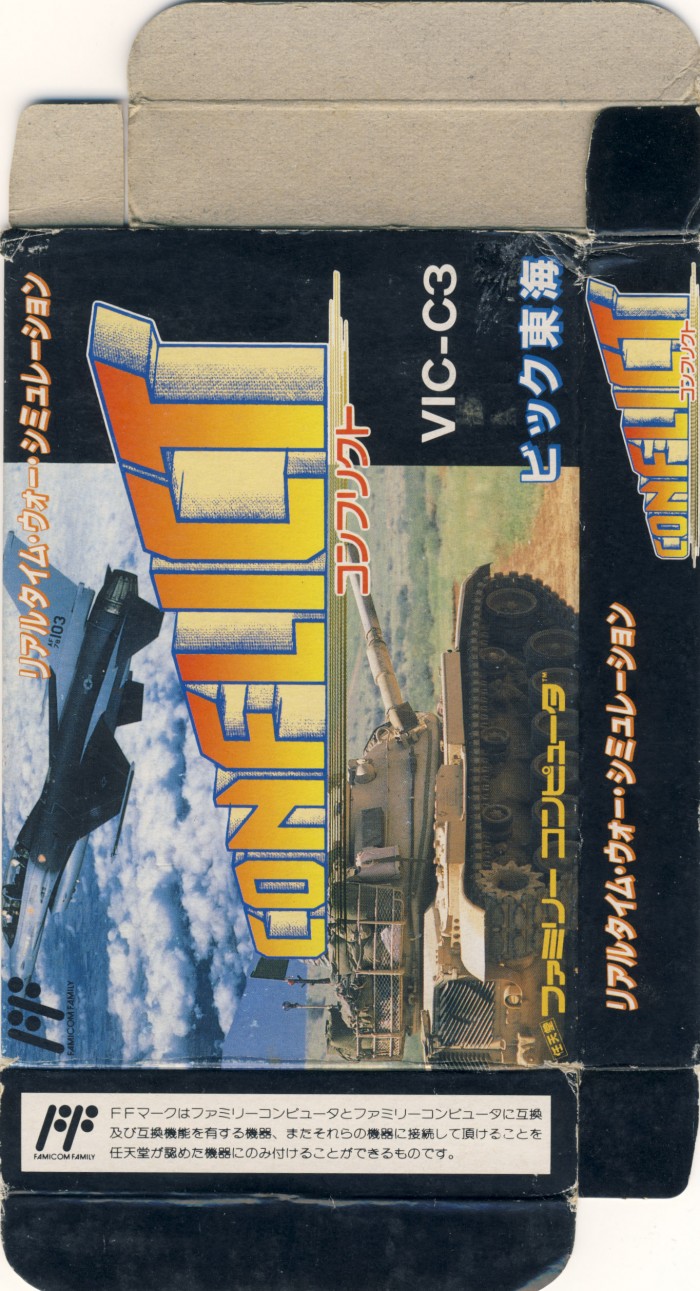 リアルタイム・ウォー・シミュレーション
CONFLICT
コンフリクト
VIC-C3
ビック東海
103
FAMICOM FAMILY
任天堂
ファミリー コンピュータ™
CONFLICT
コンフリクト
リアルタイム・ウォー・シミュレーション
FAMICOM FAMILY
FFマークはファミリーコンピュータとファミリーコンピュータに互換
及び互換機能を有する機器、またそれらの機器に接続して頂けることを
任天堂が認めた機器にのみ付けることができるものです。